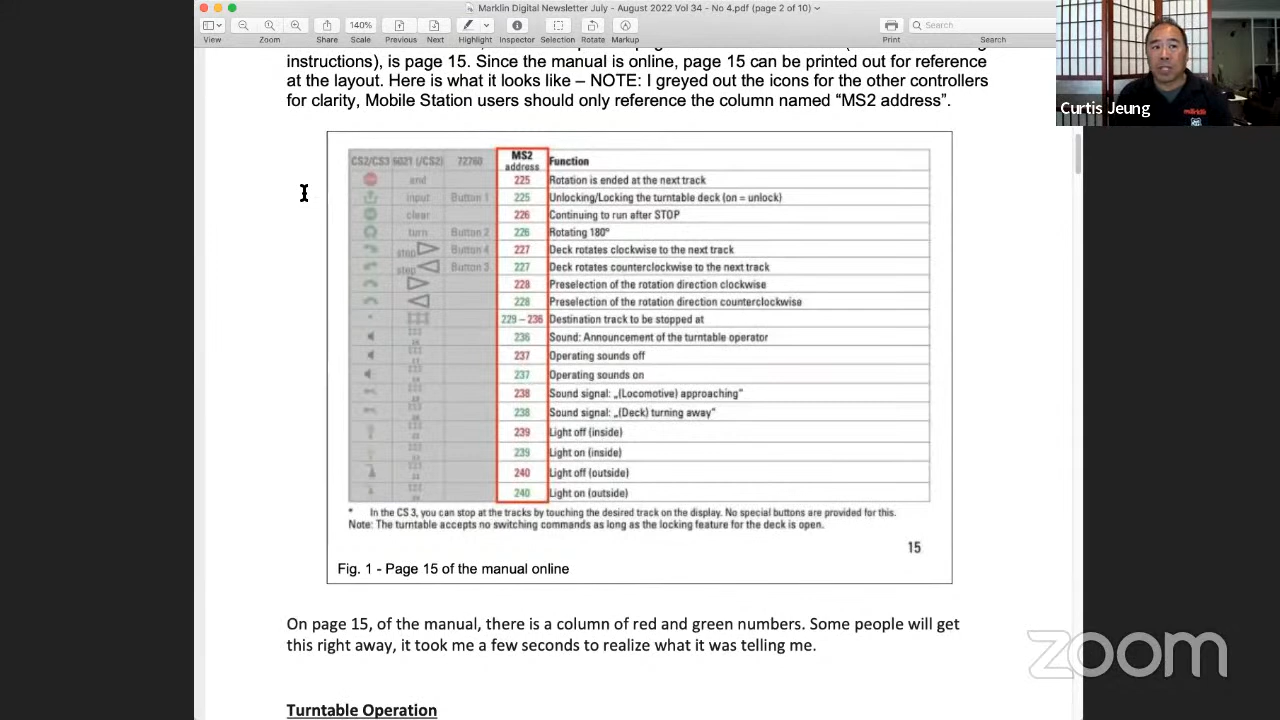 Marklin Digital Newsletter July - August 2022 Vol 34 - No 4.pdf (page 2 of 10)
140%
Search
View Zoom Share Scale Previous Next Highlight Inspector Selection Rotate Markup Print Search
instructions), is page 15. Since the manual is online, page 15 can be printed out for reference
at the layout. Here is what it looks like – NOTE: I greyed out the icons for the other controllers
for clarity, Mobile Station users should only reference the column named “MS2 address”.
Curtis Jeung
CS2/CS3 6021 (/CS2) 72760 MS2 address Function
end 225 Rotation is ended at the next track
input Button 1 225 Unlocking/Locking the turntable deck (on = unlock)
clear 226 Continuing to run after STOP
turn Button 2 226 Rotating 180°
step Button 4 227 Deck rotates clockwise to the next track
step Button 3 227 Deck rotates counterclockwise to the next track
228 Preselection of the rotation direction clockwise
228 Preselection of the rotation direction counterclockwise
229 – 236 Destination track to be stopped at
236 Sound: Announcement of the turntable operator
237 Operating sounds off
237 Operating sounds on
238 Sound signal: „(Locomotive) approaching“
238 Sound signal: „(Deck) turning away“
239 Light off (inside)
239 Light on (inside)
240 Light off (outside)
240 Light on (outside)
* In the CS 3, you can stop at the tracks by touching the desired track on the display. No special buttons are provided for this.
Note: The turntable accepts no switching commands as long as the locking feature for the deck is open.
15
Fig. 1 - Page 15 of the manual online
On page 15, of the manual, there is a column of red and green numbers. Some people will get
this right away, it took me a few seconds to realize what it was telling me.
zoom
Turntable Operation